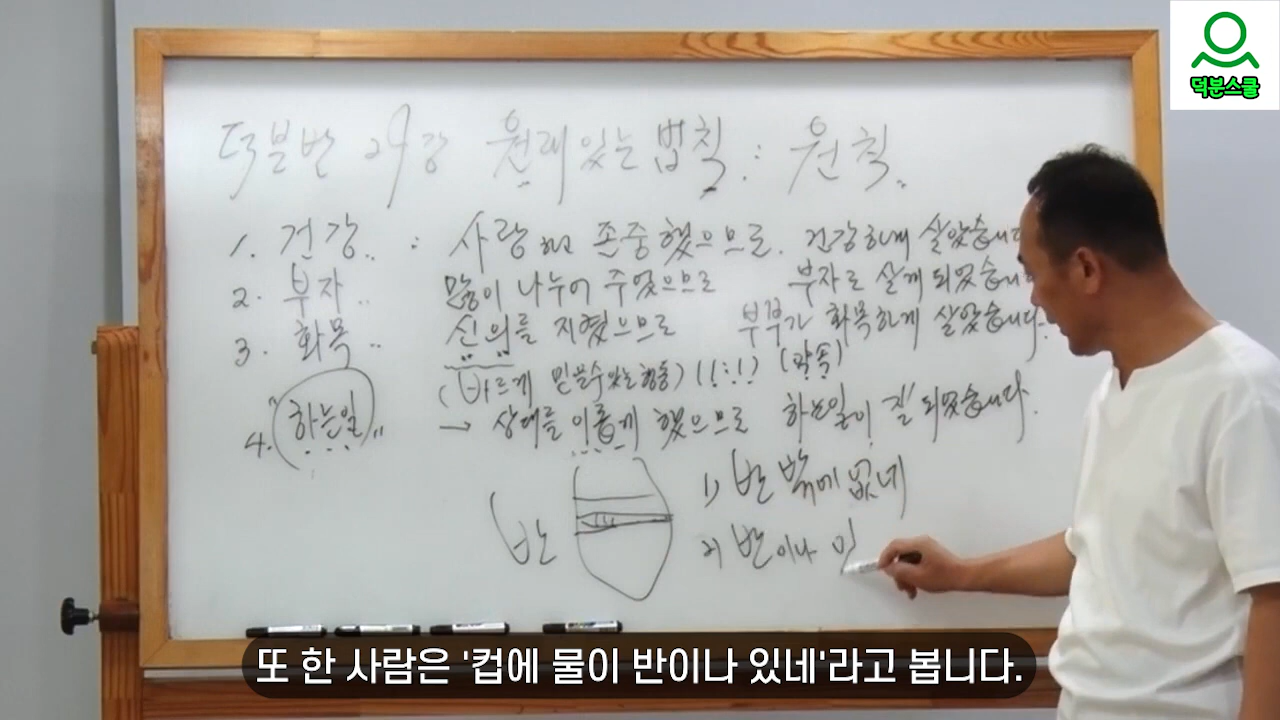 덕분스쿨
덕분반 29강 원래있는법칙 : 원칙
1. 건강 : 사랑하고 존중했으므로. 건강하게 살았습니다
2. 부자 많이 나누어 주었으므로 부자로 살게 되었습니다
3. 화목 신의를 지켰으므로 부부가 화목하게 살았습니다.
(바르게 믿을수있는 행동) (약속)
4. "하는일" → 상대를 이롭게 했으므로 하는일이 잘 되었습니다.
반 1) 반 밖에 없네
2) 반이나 이
또 한 사람은 '컵에 물이 반이나 있네'라고 봅니다.